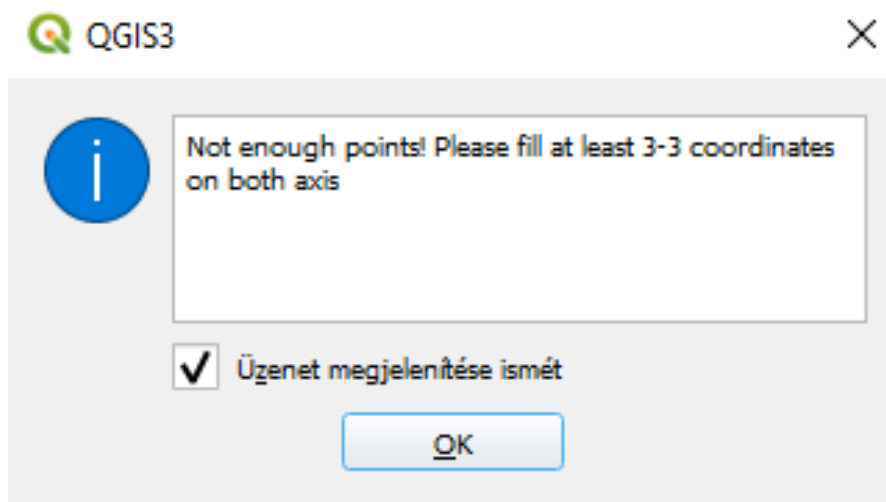 QGIS3
Not enough points! Please fill at least 3-3 coordinates
on both axis
Üzenet megjelenítése ismét
OK